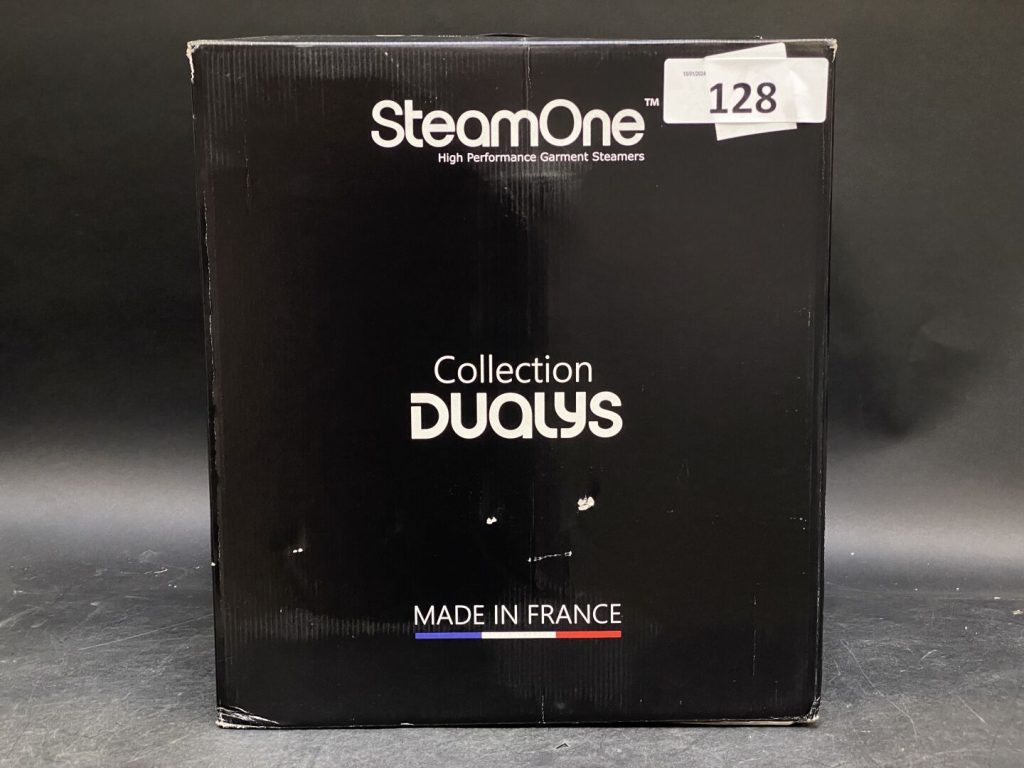 SteamOne™
High Performance Garment Steamers
128
Collection
DUALYS
MADE IN FRANCE